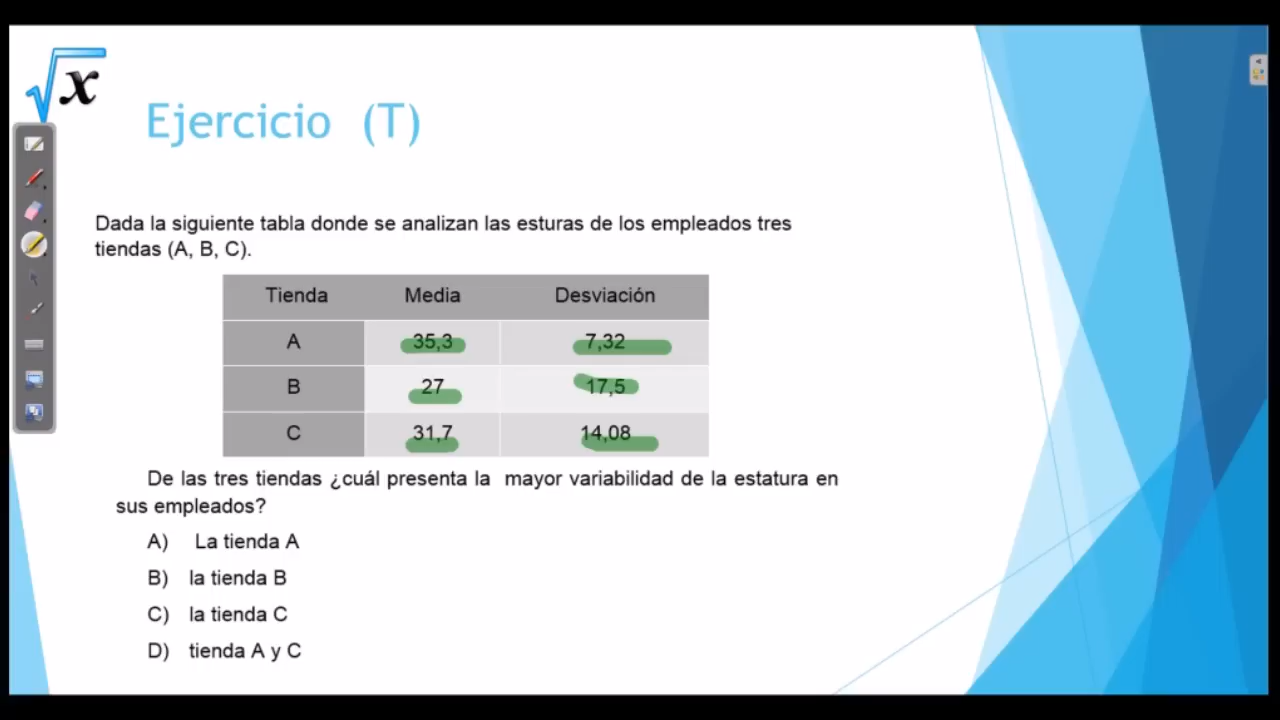 √x
Ejercicio (T)
Dada la siguiente tabla donde se analizan las esturas de los empleados tres
tiendas (A, B, C).
Tienda Media Desviación
A 35,3 7,32
B 27 17,5
C 31,7 14,08
De las tres tiendas ¿cuál presenta la mayor variabilidad de la estatura en
sus empleados?
A) La tienda A
B) la tienda B
C) la tienda C
D) tienda A y C